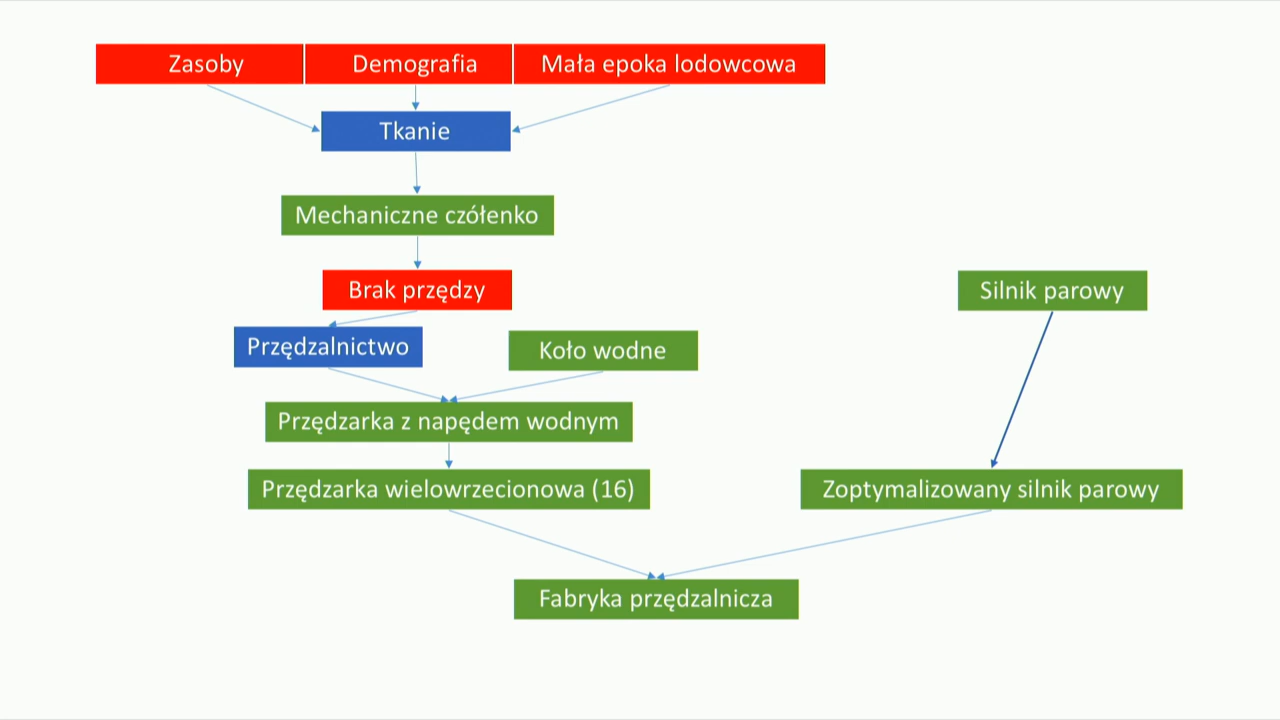 Zasoby
Demografia
Mała epoka lodowcowa
Tkanie
Mechaniczne czółenko
Brak przędzy
Silnik parowy
Przędzalnictwo
Koło wodne
Przędzarka z napędem wodnym
Przędzarka wielowrzecionowa (16)
Zoptymalizowany silnik parowy
Fabryka przędzalnicza